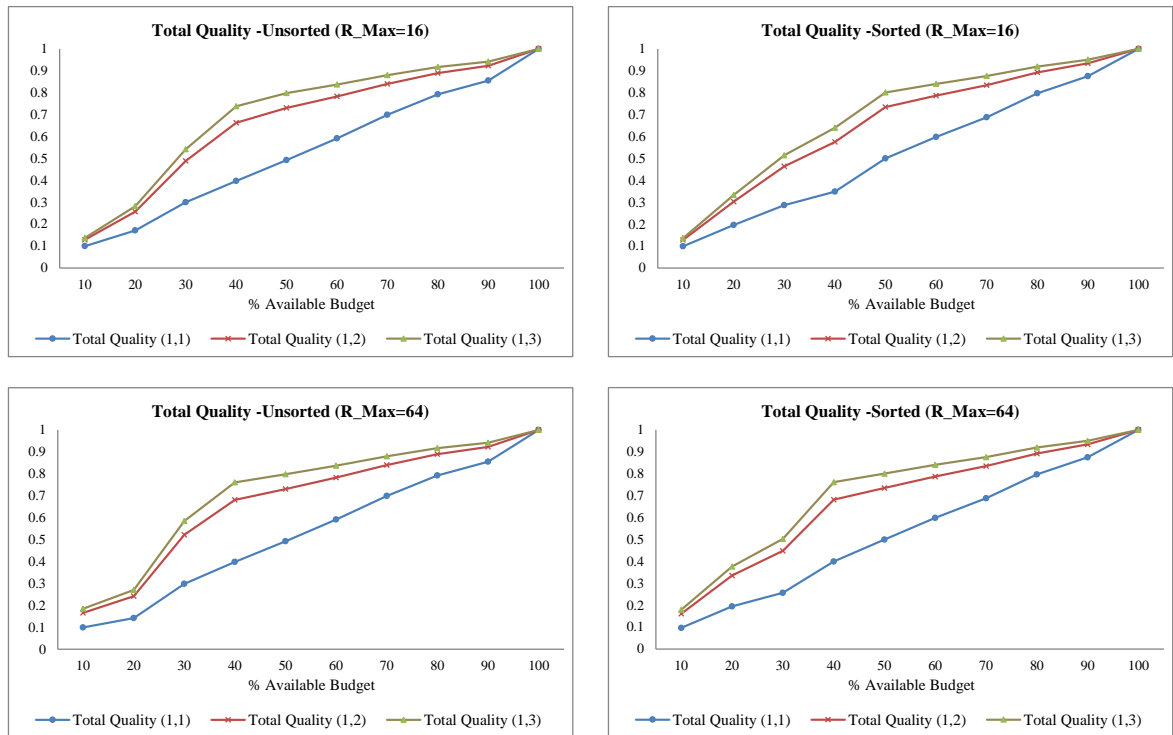 Total Quality -Unsorted (R_Max=16)
1
0.9
0.8
0.7
0.6
0.5
0.4
0.3
0.2
0.1
0
10 20 30 40 50 60 70 80 90 100
% Available Budget
Total Quality (1,1) Total Quality (1,2) Total Quality (1,3)
Total Quality -Sorted (R_Max=16)
1
0.9
0.8
0.7
0.6
0.5
0.4
0.3
0.2
0.1
0
10 20 30 40 50 60 70 80 90 100
% Available Budget
Total Quality (1,1) Total Quality (1,2) Total Quality (1,3)
Total Quality -Unsorted (R_Max=64)
1
0.9
0.8
0.7
0.6
0.5
0.4
0.3
0.2
0.1
0
10 20 30 40 50 60 70 80 90 100
% Available Budget
Total Quality (1,1) Total Quality (1,2) Total Quality (1,3)
Total Quality -Sorted (R_Max=64)
1
0.9
0.8
0.7
0.6
0.5
0.4
0.3
0.2
0.1
0
10 20 30 40 50 60 70 80 90 100
% Available Budget
Total Quality (1,1) Total Quality (1,2) Total Quality (1,3)